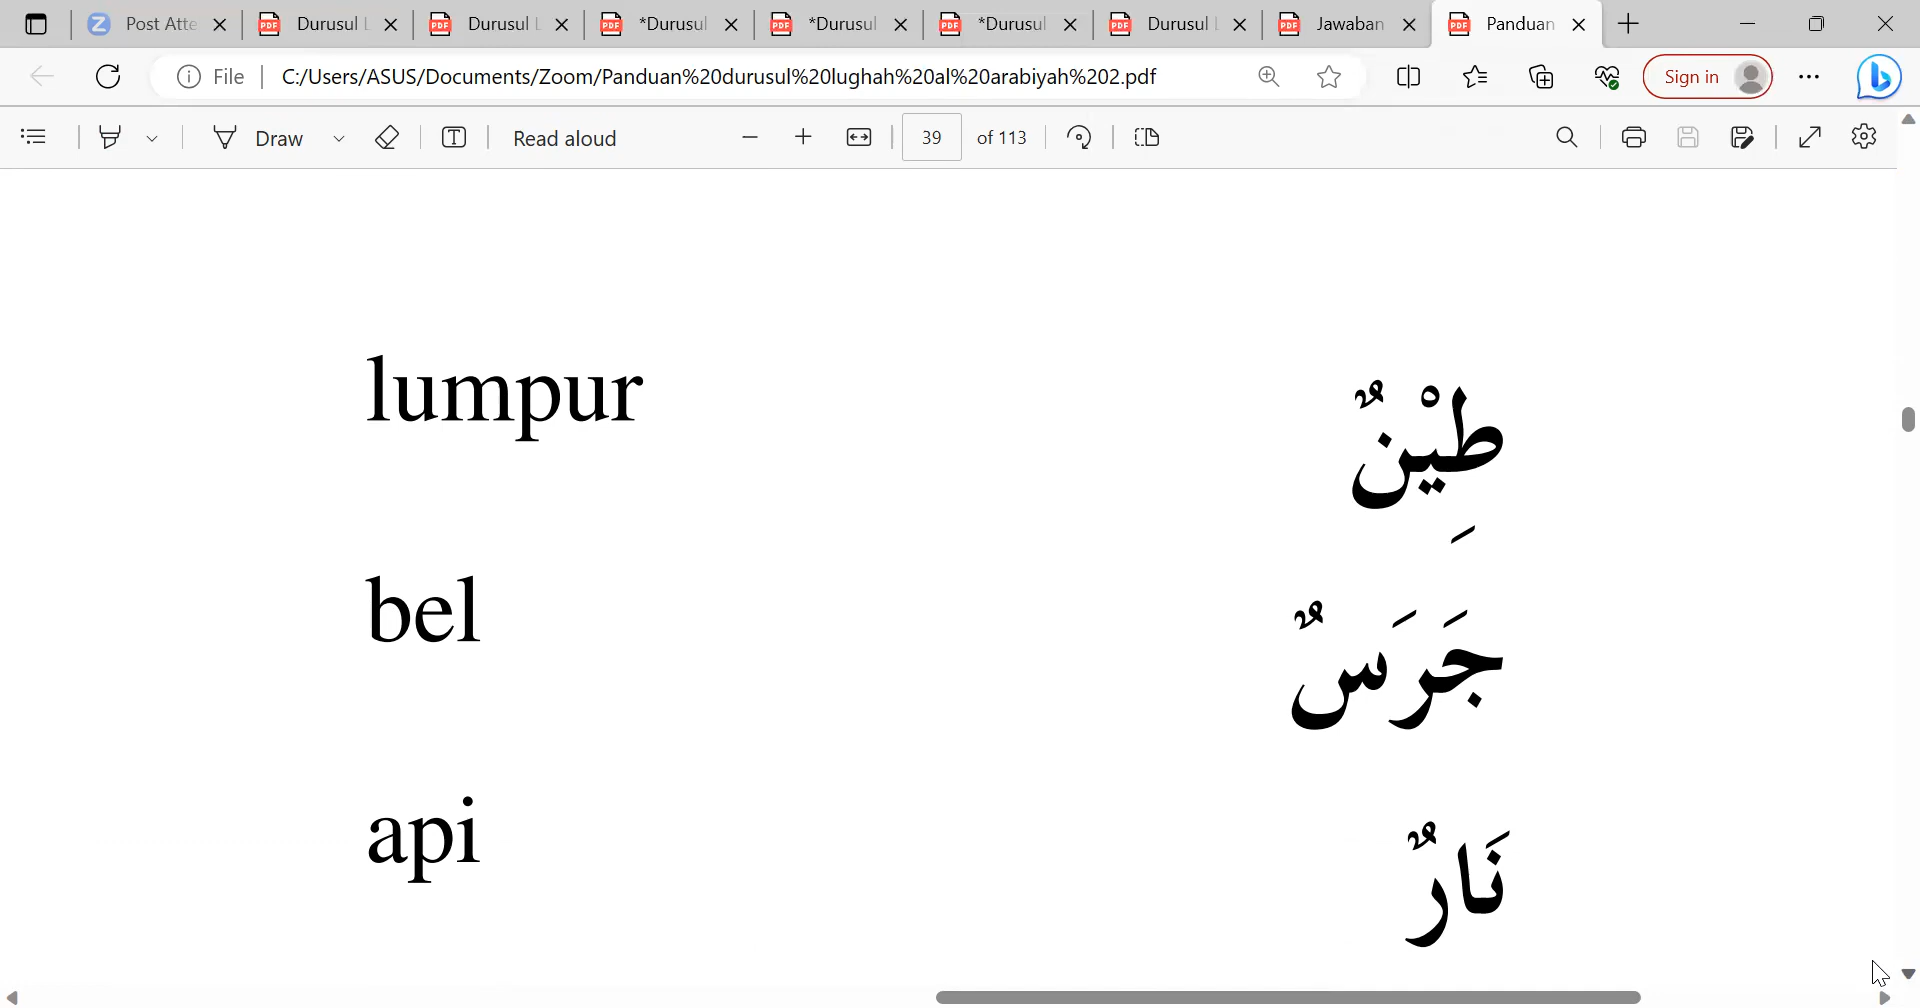 Post Atte
Durusul L
Durusul L
*Durusul
*Durusul
*Durusul
Durusul L
Jawaban
Panduan
File
C:/Users/ASUS/Documents/Zoom/Panduan%20durusul%20lughah%20al%20arabiyah%202.pdf
Sign in
Draw
Read aloud
39 of 113
lumpur طِيْنٌ
bel جَرَسٌ
api نَارٌ